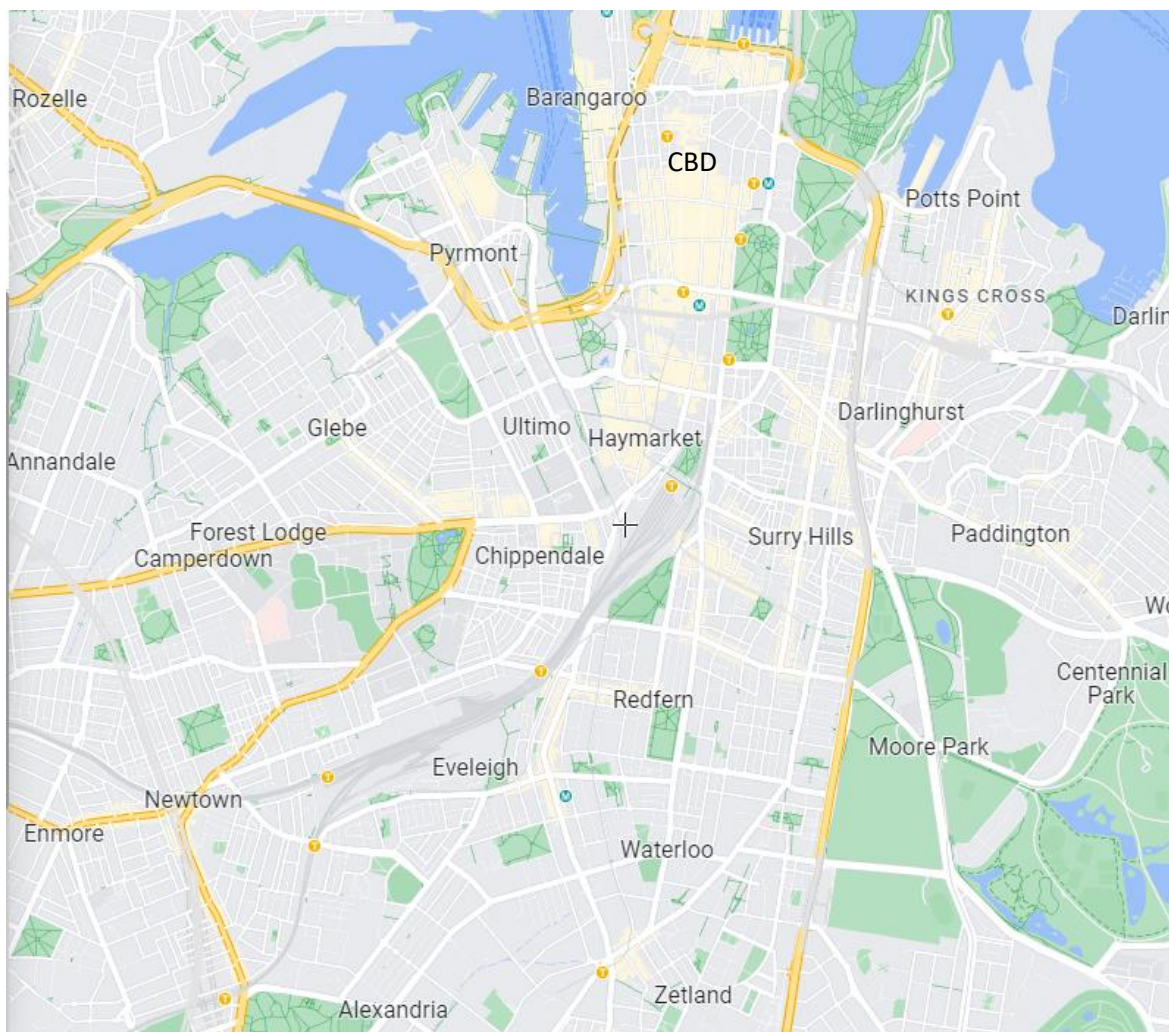 Rozelle
Barangaroo
CBD
Potts Point
Pyrmont
KINGS CROSS
Darlin
Darlinghurst
Glebe
Ultimo
Haymarket
Annandale
Forest Lodge
Surry Hills
Paddington
Camperdown
Chippendale
Wo
Centennial
Park
Redfern
Moore Park
Eveleigh
Newtown
Enmore
Waterloo
Zetland
Alexandria